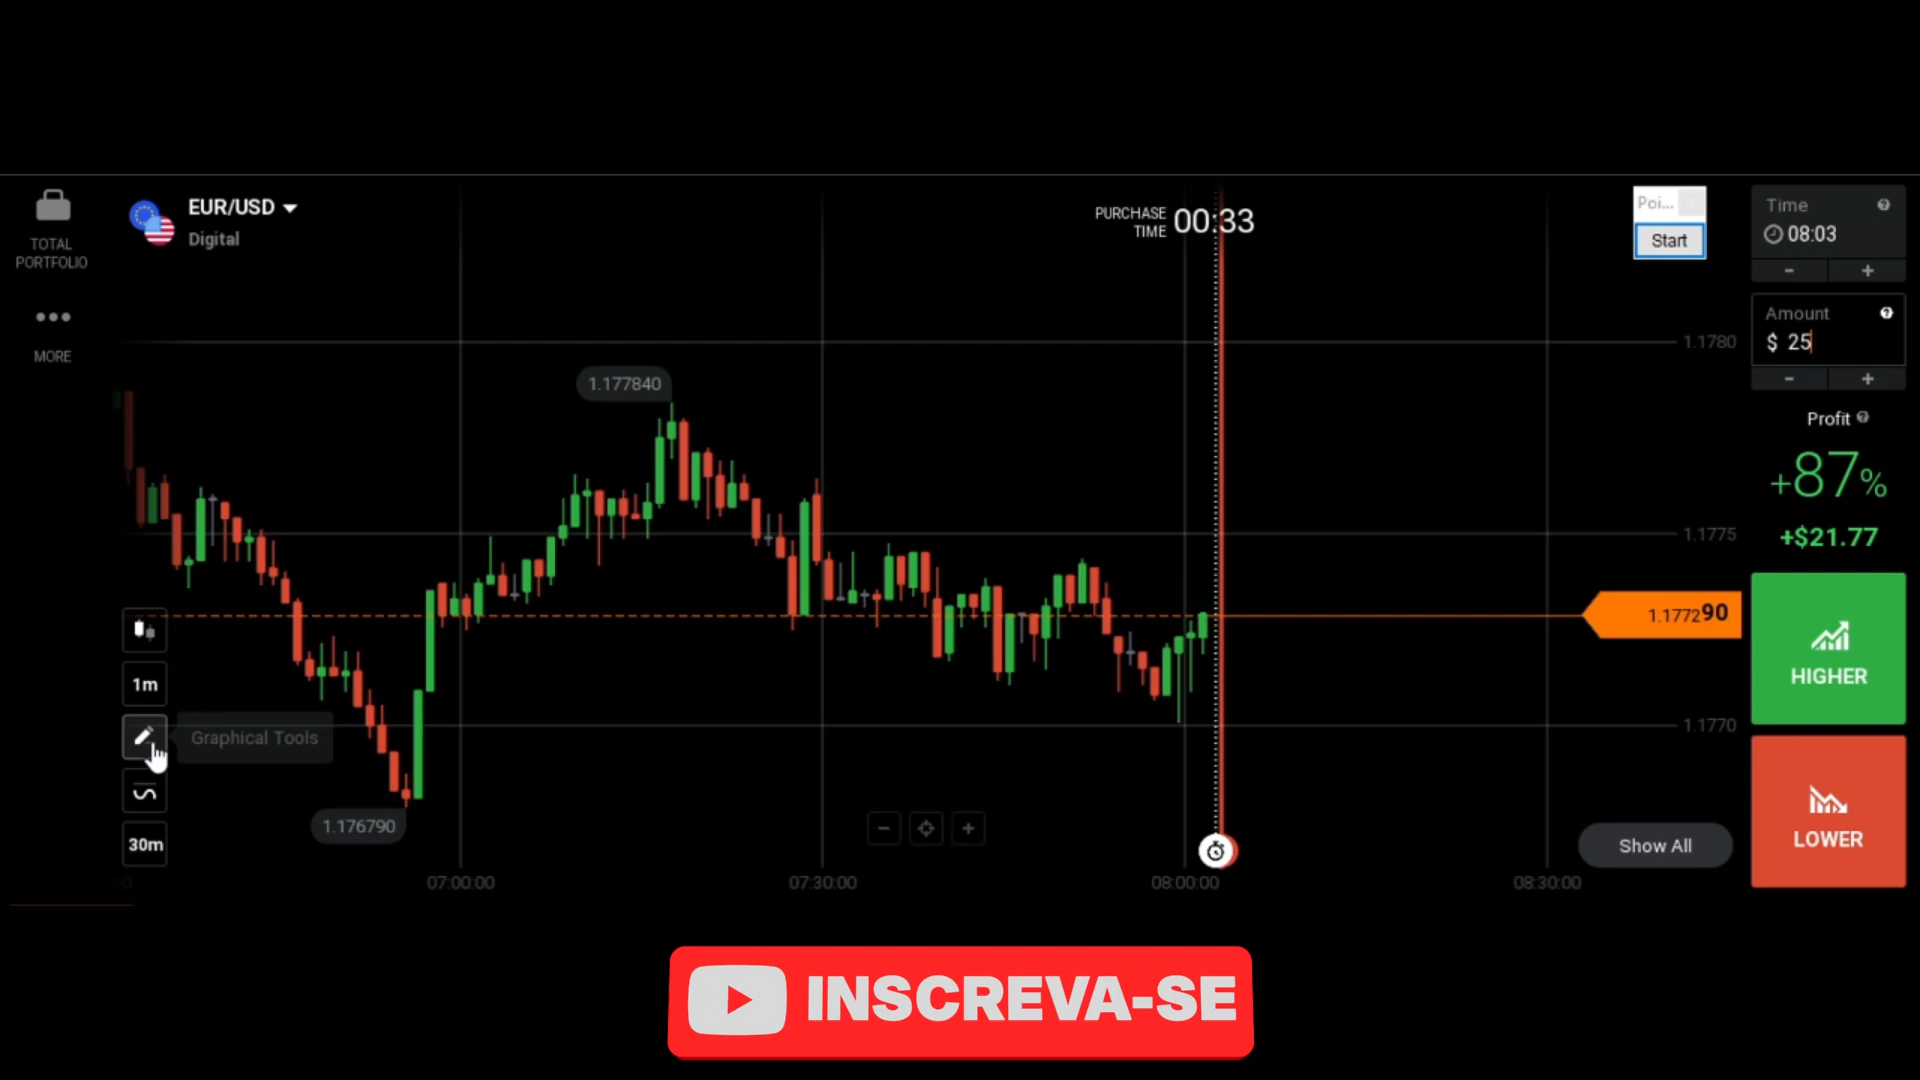 TOTAL
PORTFOLIO
MORE
EUR/USD
Digital
PURCHASE
TIME
00:33
Poi...
Start
Time
08:03
Amount
$ 25
Profit
+87%
+$21.77
HIGHER
LOWER
1.1780
1.177840
1.1775
1.177290
1.1770
1m
Graphical Tools
30m
1.176790
Show All
07:00:00
07:30:00
08:00:00
08:30:00
INSCREVA-SE